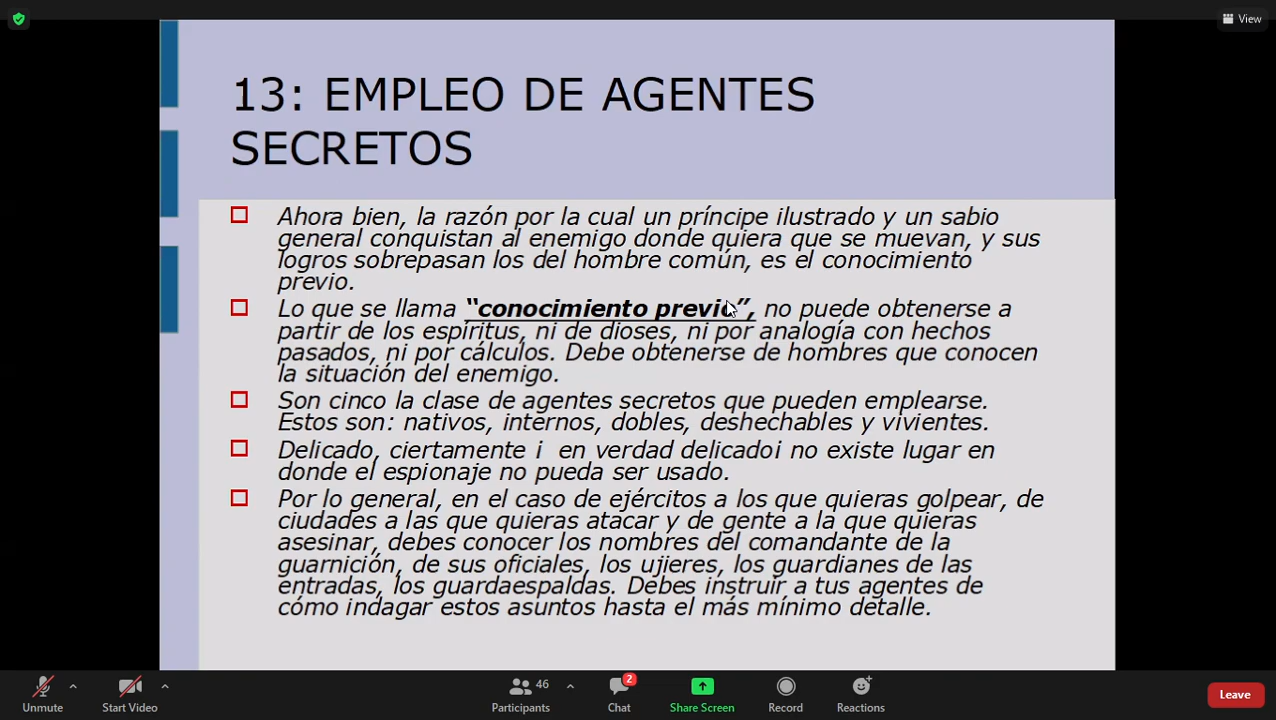 View
13: EMPLEO DE AGENTES
SECRETOS
Ahora bien, la razón por la cual un príncipe ilustrado y un sabio
general conquistan al enemigo donde quiera que se muevan, y sus
logros sobrepasan los del hombre común, es el conocimiento
previo.
Lo que se llama “conocimiento previo”, no puede obtenerse a
partir de los espíritus, ni de dioses, ni por analogía con hechos
pasados, ni por cálculos. Debe obtenerse de hombres que conocen
la situación del enemigo.
Son cinco la clase de agentes secretos que pueden emplearse.
Estos son: nativos, internos, dobles, deshechables y vivientes.
Delicado, ciertamente i en verdad delicadoi no existe lugar en
donde el espionaje no pueda ser usado.
Por lo general, en el caso de ejércitos a los que quieras golpear, de
ciudades a las que quieras atacar y de gente a la que quieras
asesinar, debes conocer los nombres del comandante de la
guarnición, de sus oficiales, los ujieres, los guardianes de las
entradas, los guardaespaldas. Debes instruir a tus agentes de
cómo indagar estos asuntos hasta el más mínimo detalle.
46
2
Unmute
Start Video
Participants
Chat
Share Screen
Record
Reactions
Leave